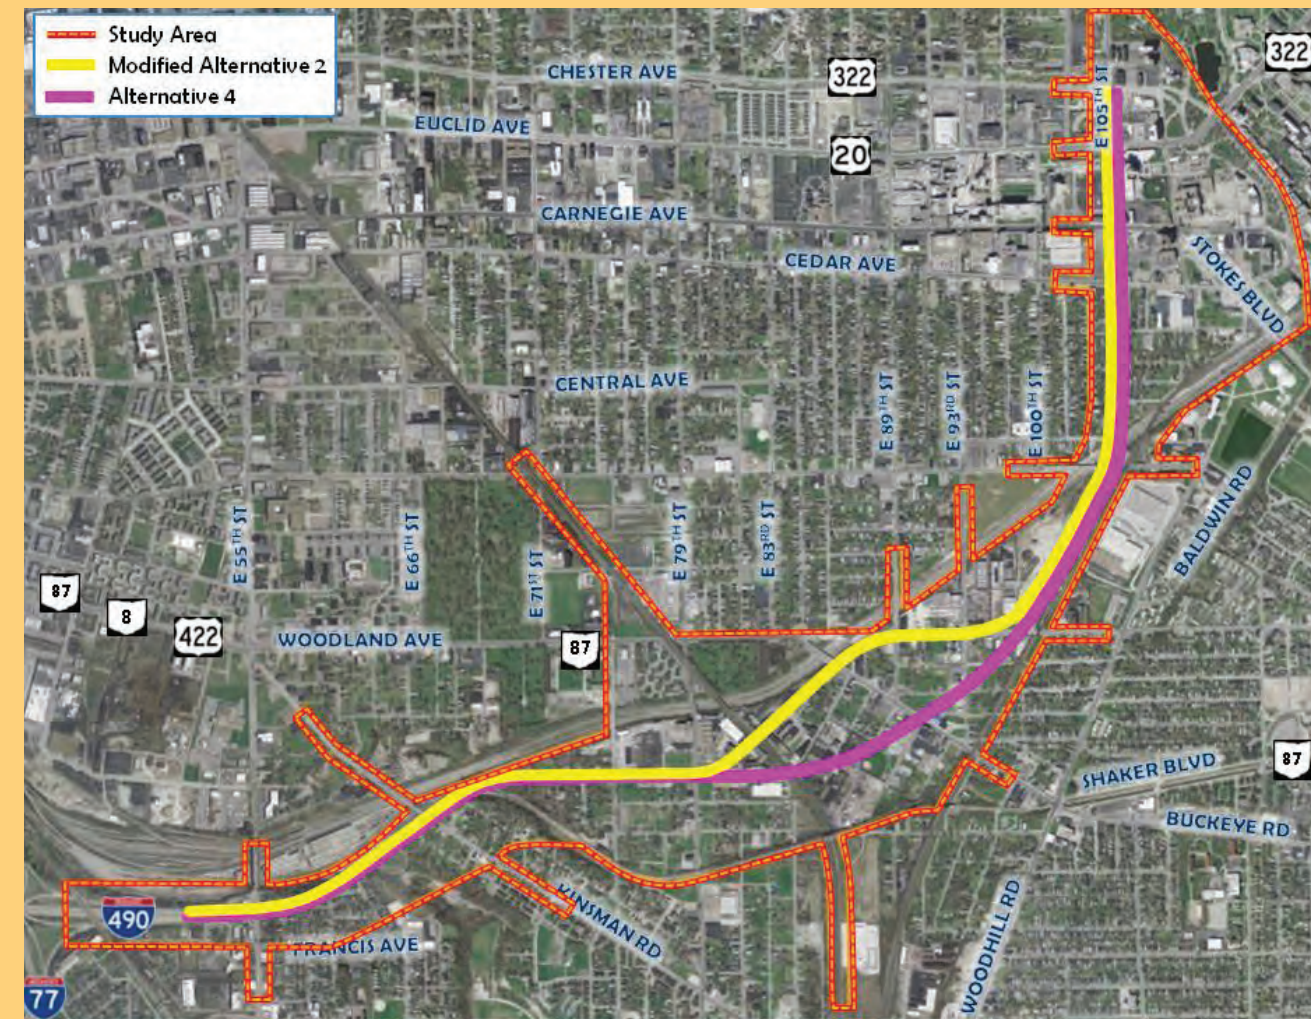 Study Area
Modified Alternative 2
Alternative 4
CHESTER AVE
322
322
EUCLID AVE
20
E 105TH ST
CARNEGIE AVE
CEDAR AVE
STOKES BLVD
CENTRAL AVE
E 89TH ST
E 93RD ST
E 100TH ST
BALDWIN RD
E 55TH ST
E 66TH ST
E 71ST ST
E 79TH ST
E 83RD ST
87
8
422
WOODLAND AVE
87
SHAKER BLVD
87
BUCKEYE RD
490
KINSMAN RD
FRANCIS AVE
WOODHILL RD
77